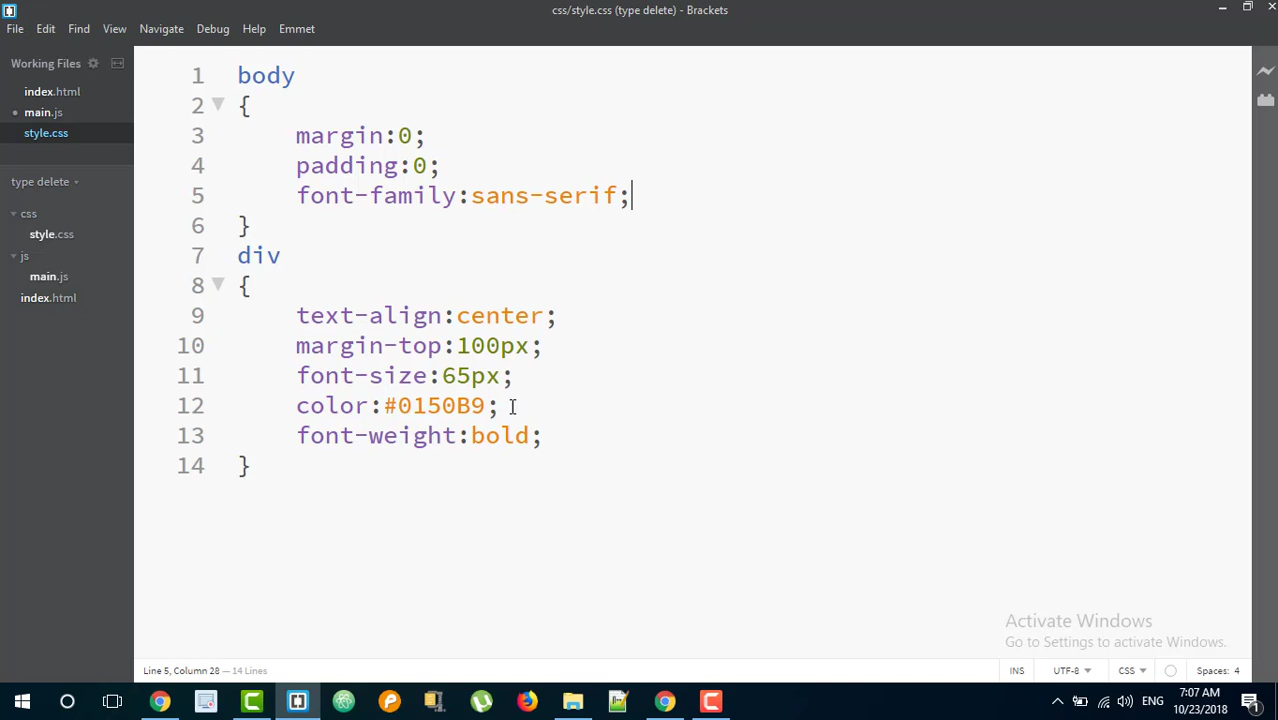 css/style.css (type delete) - Brackets
File Edit Find View Navigate Debug Help Emmet
Working Files
index.html
main.js
style.css
type delete
css
style.css
js
main.js
index.html
1 body
2 {
3 margin:0;
4 padding:0;
5 font-family:sans-serif;
6 }
7 div
8 {
9 text-align:center;
10 margin-top:100px;
11 font-size:65px;
12 color:#0150B9;
13 font-weight:bold;
14 }
Activate Windows
Go to Settings to activate Windows.
Line 5, Column 28 — 14 Lines
INS UTF-8 CSS Spaces: 4
ENG
7:07 AM
10/23/2018